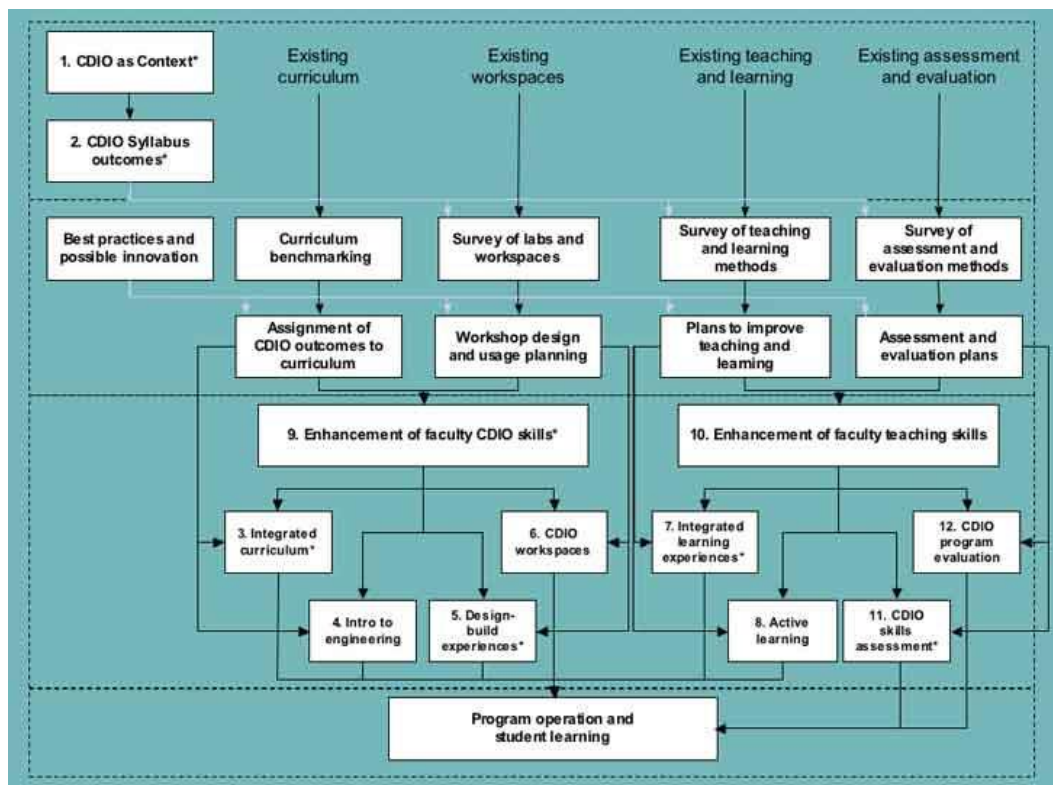 1. CDIO as Context*
Existing
curriculum
Existing
workspaces
Existing teaching
and learning
Existing assessment
and evaluation
2. CDIO Syllabus
outcomes*
Best practices and
possible innovation
Curriculum
benchmarking
Survey of labs and
workspaces
Survey of teaching
and learning
methods
Survey of
assessment and
evaluation methods
Assignment of
CDIO outcomes to
curriculum
Workshop design
and usage planning
Plans to improve
teaching and
learning
Assessment and
evaluation plans
9. Enhancement of faculty CDIO skills*
10. Enhancement of faculty teaching skills
3. Integrated
curriculum*
6. CDIO
workspaces
7. Integrated
learning
experiences*
12. CDIO
program
evaluation
4. Intro to
engineering
5. Design-
build
experiences*
8. Active
learning
11. CDIO
skills
assessment*
Program operation and
student learning